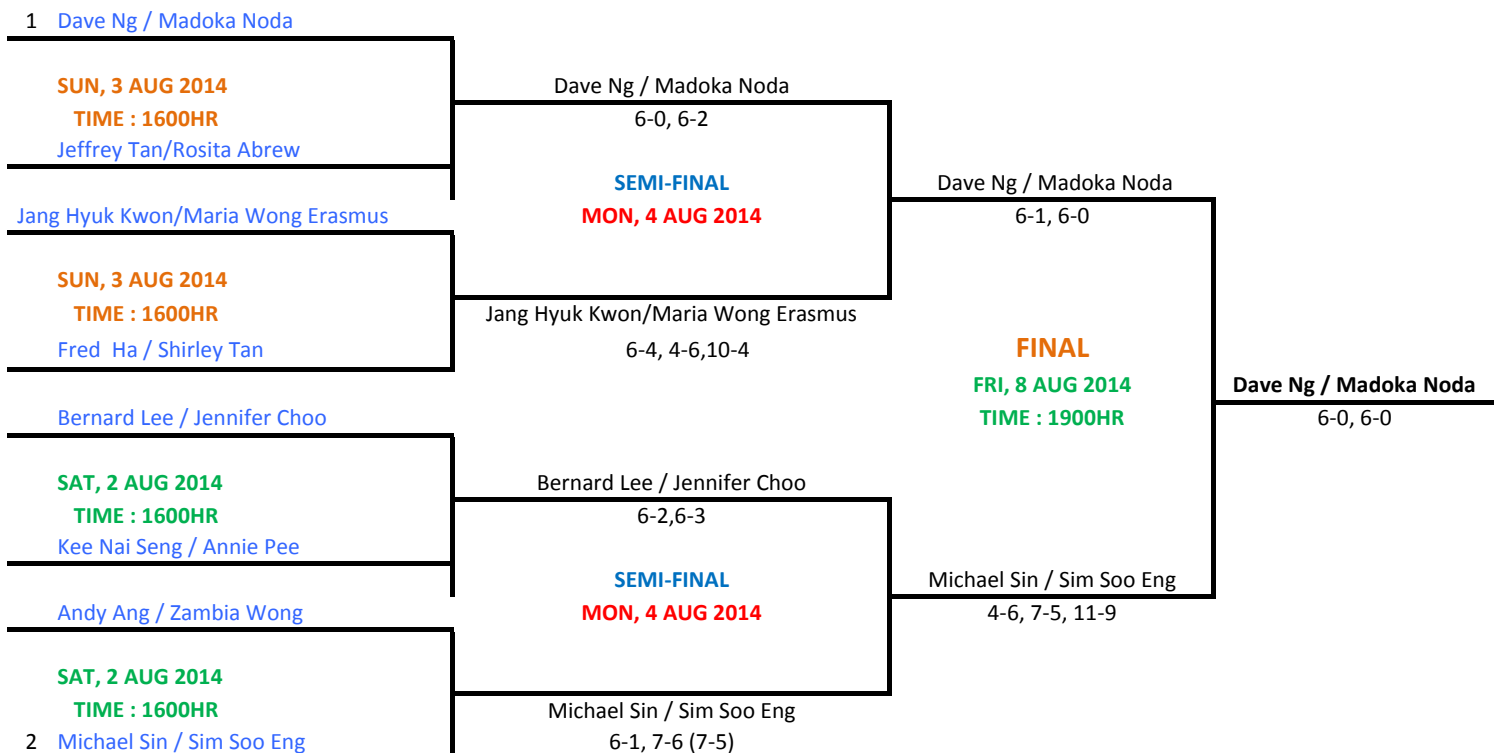 1 Dave Ng / Madoka Noda
SUN, 3 AUG 2014
TIME : 1600HR
Jeffrey Tan/Rosita Abrew
Jang Hyuk Kwon/Maria Wong Erasmus
SUN, 3 AUG 2014
TIME : 1600HR
Fred Ha / Shirley Tan
Bernard Lee / Jennifer Choo
SAT, 2 AUG 2014
TIME : 1600HR
Kee Nai Seng / Annie Pee
Andy Ang / Zambia Wong
SAT, 2 AUG 2014
TIME : 1600HR
2 Michael Sin / Sim Soo Eng
Dave Ng / Madoka Noda
6-0, 6-2
SEMI-FINAL
MON, 4 AUG 2014
Jang Hyuk Kwon/Maria Wong Erasmus
6-4, 4-6,10-4
Bernard Lee / Jennifer Choo
6-2,6-3
SEMI-FINAL
MON, 4 AUG 2014
Michael Sin / Sim Soo Eng
6-1, 7-6 (7-5)
Dave Ng / Madoka Noda
6-1, 6-0
FINAL
FRI, 8 AUG 2014
TIME : 1900HR
Michael Sin / Sim Soo Eng
4-6, 7-5, 11-9
Dave Ng / Madoka Noda
6-0, 6-0